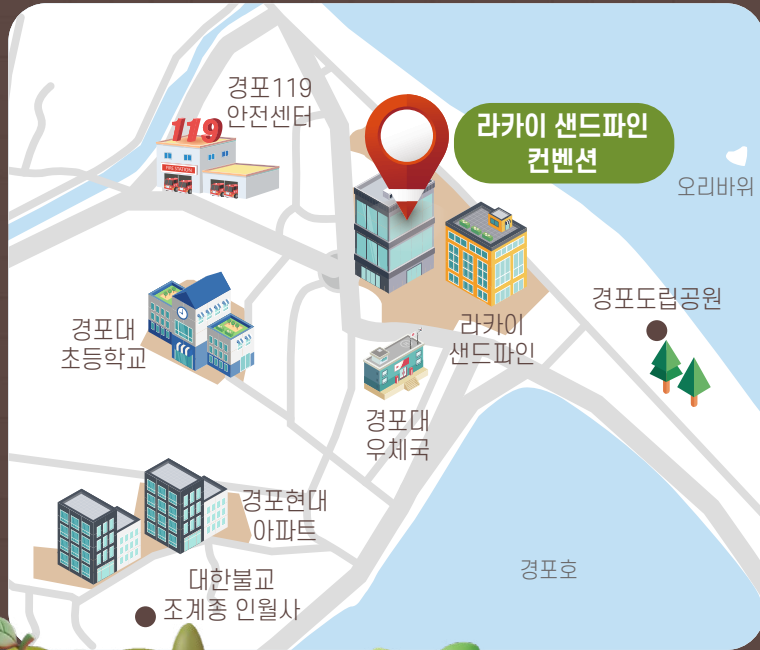 경포119
안전센터
119
FIRE STATION
라카이 샌드파인
컨벤션
오리바위
경포도립공원
라카이
샌드파인
경포대
초등학교
경포대
우체국
경포현대
아파트
경포호
대한불교
조계종 인월사